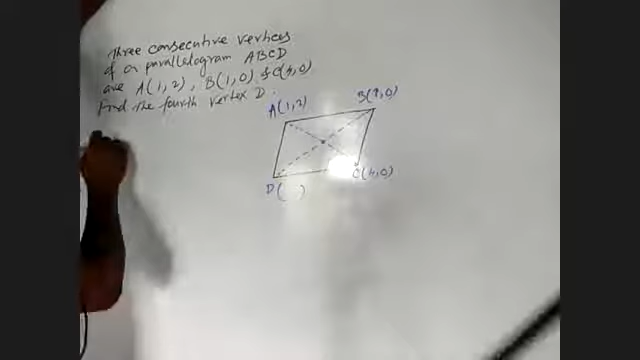 Three consecutive vertices
of a parallelogram ABCD
are A(1,2), B(1,0) & C(4,0)
Find the fourth vertex D.
A(1,2)
B(1,0)
C(4,0)
D( )